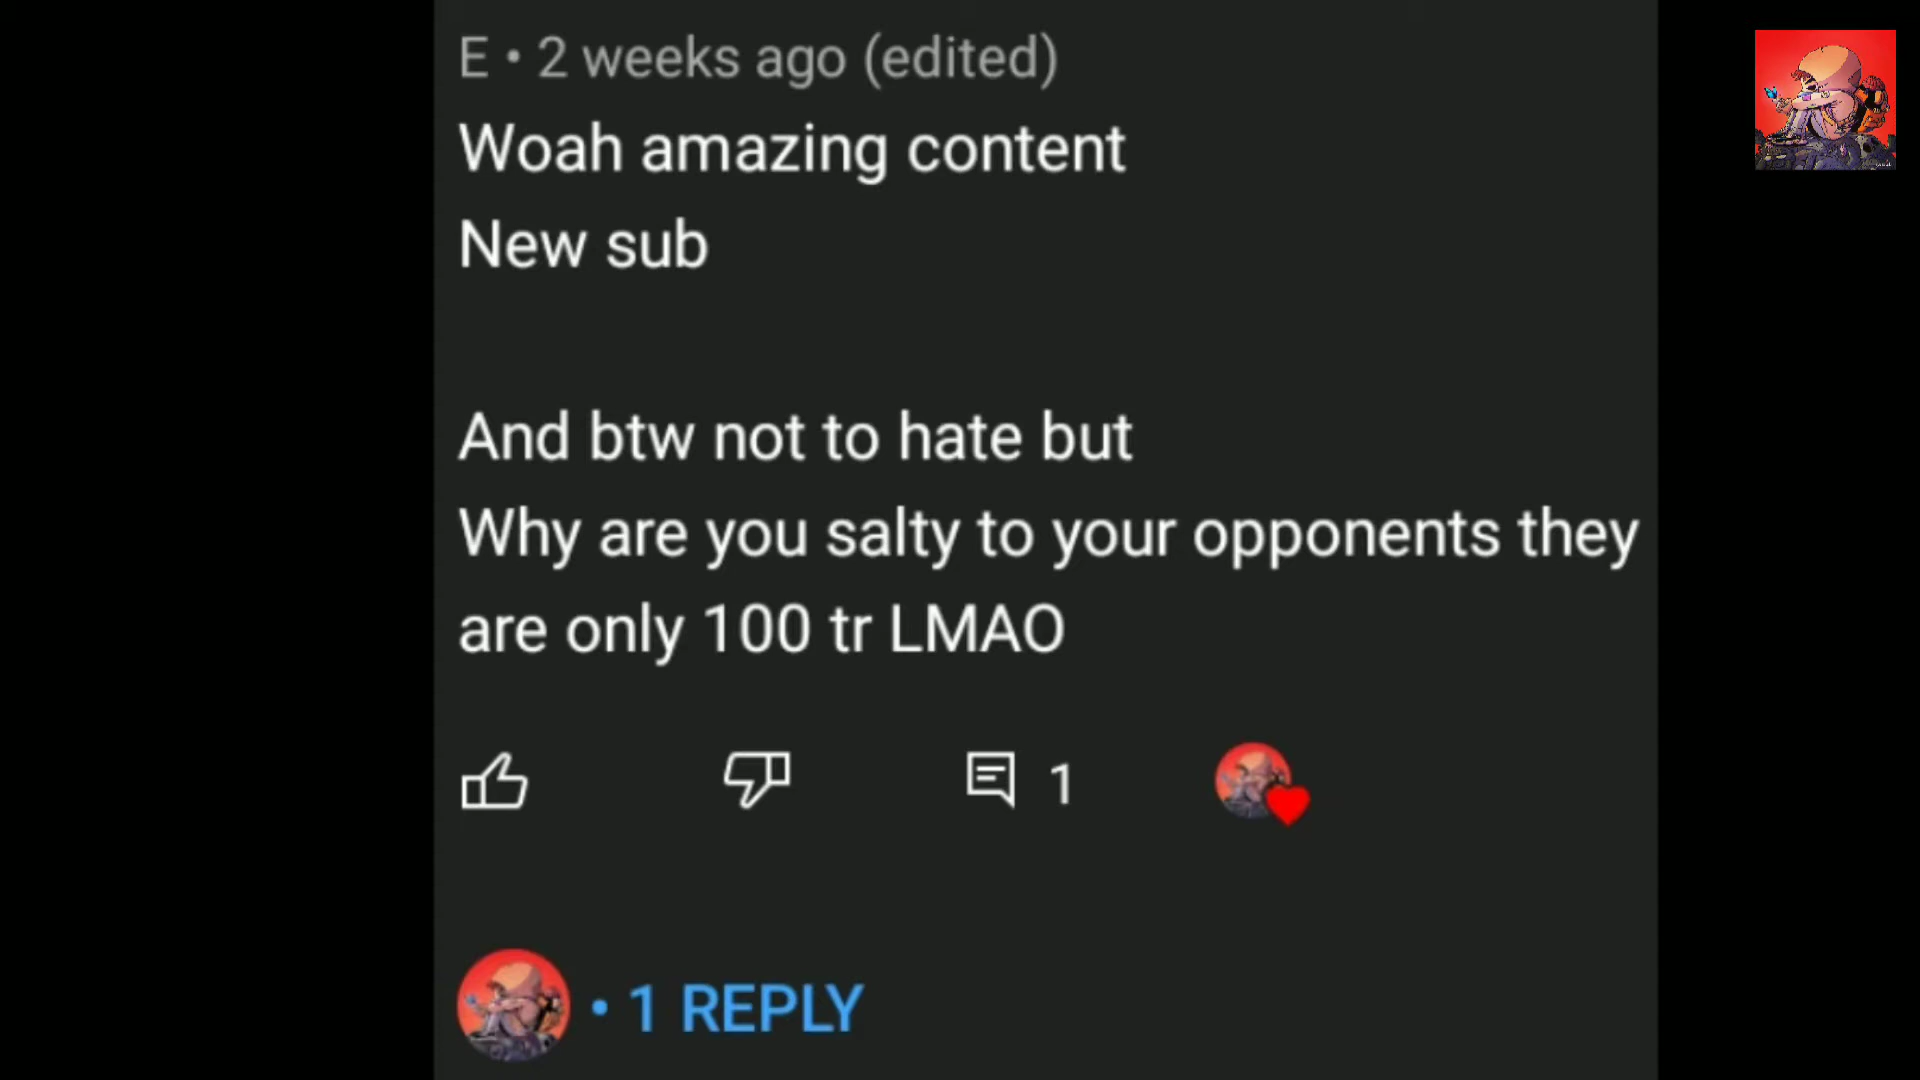 E • 2 weeks ago (edited)
Woah amazing content
New sub
And btw not to hate but
Why are you salty to your opponents they
are only 100 tr LMAO
1
• 1 REPLY